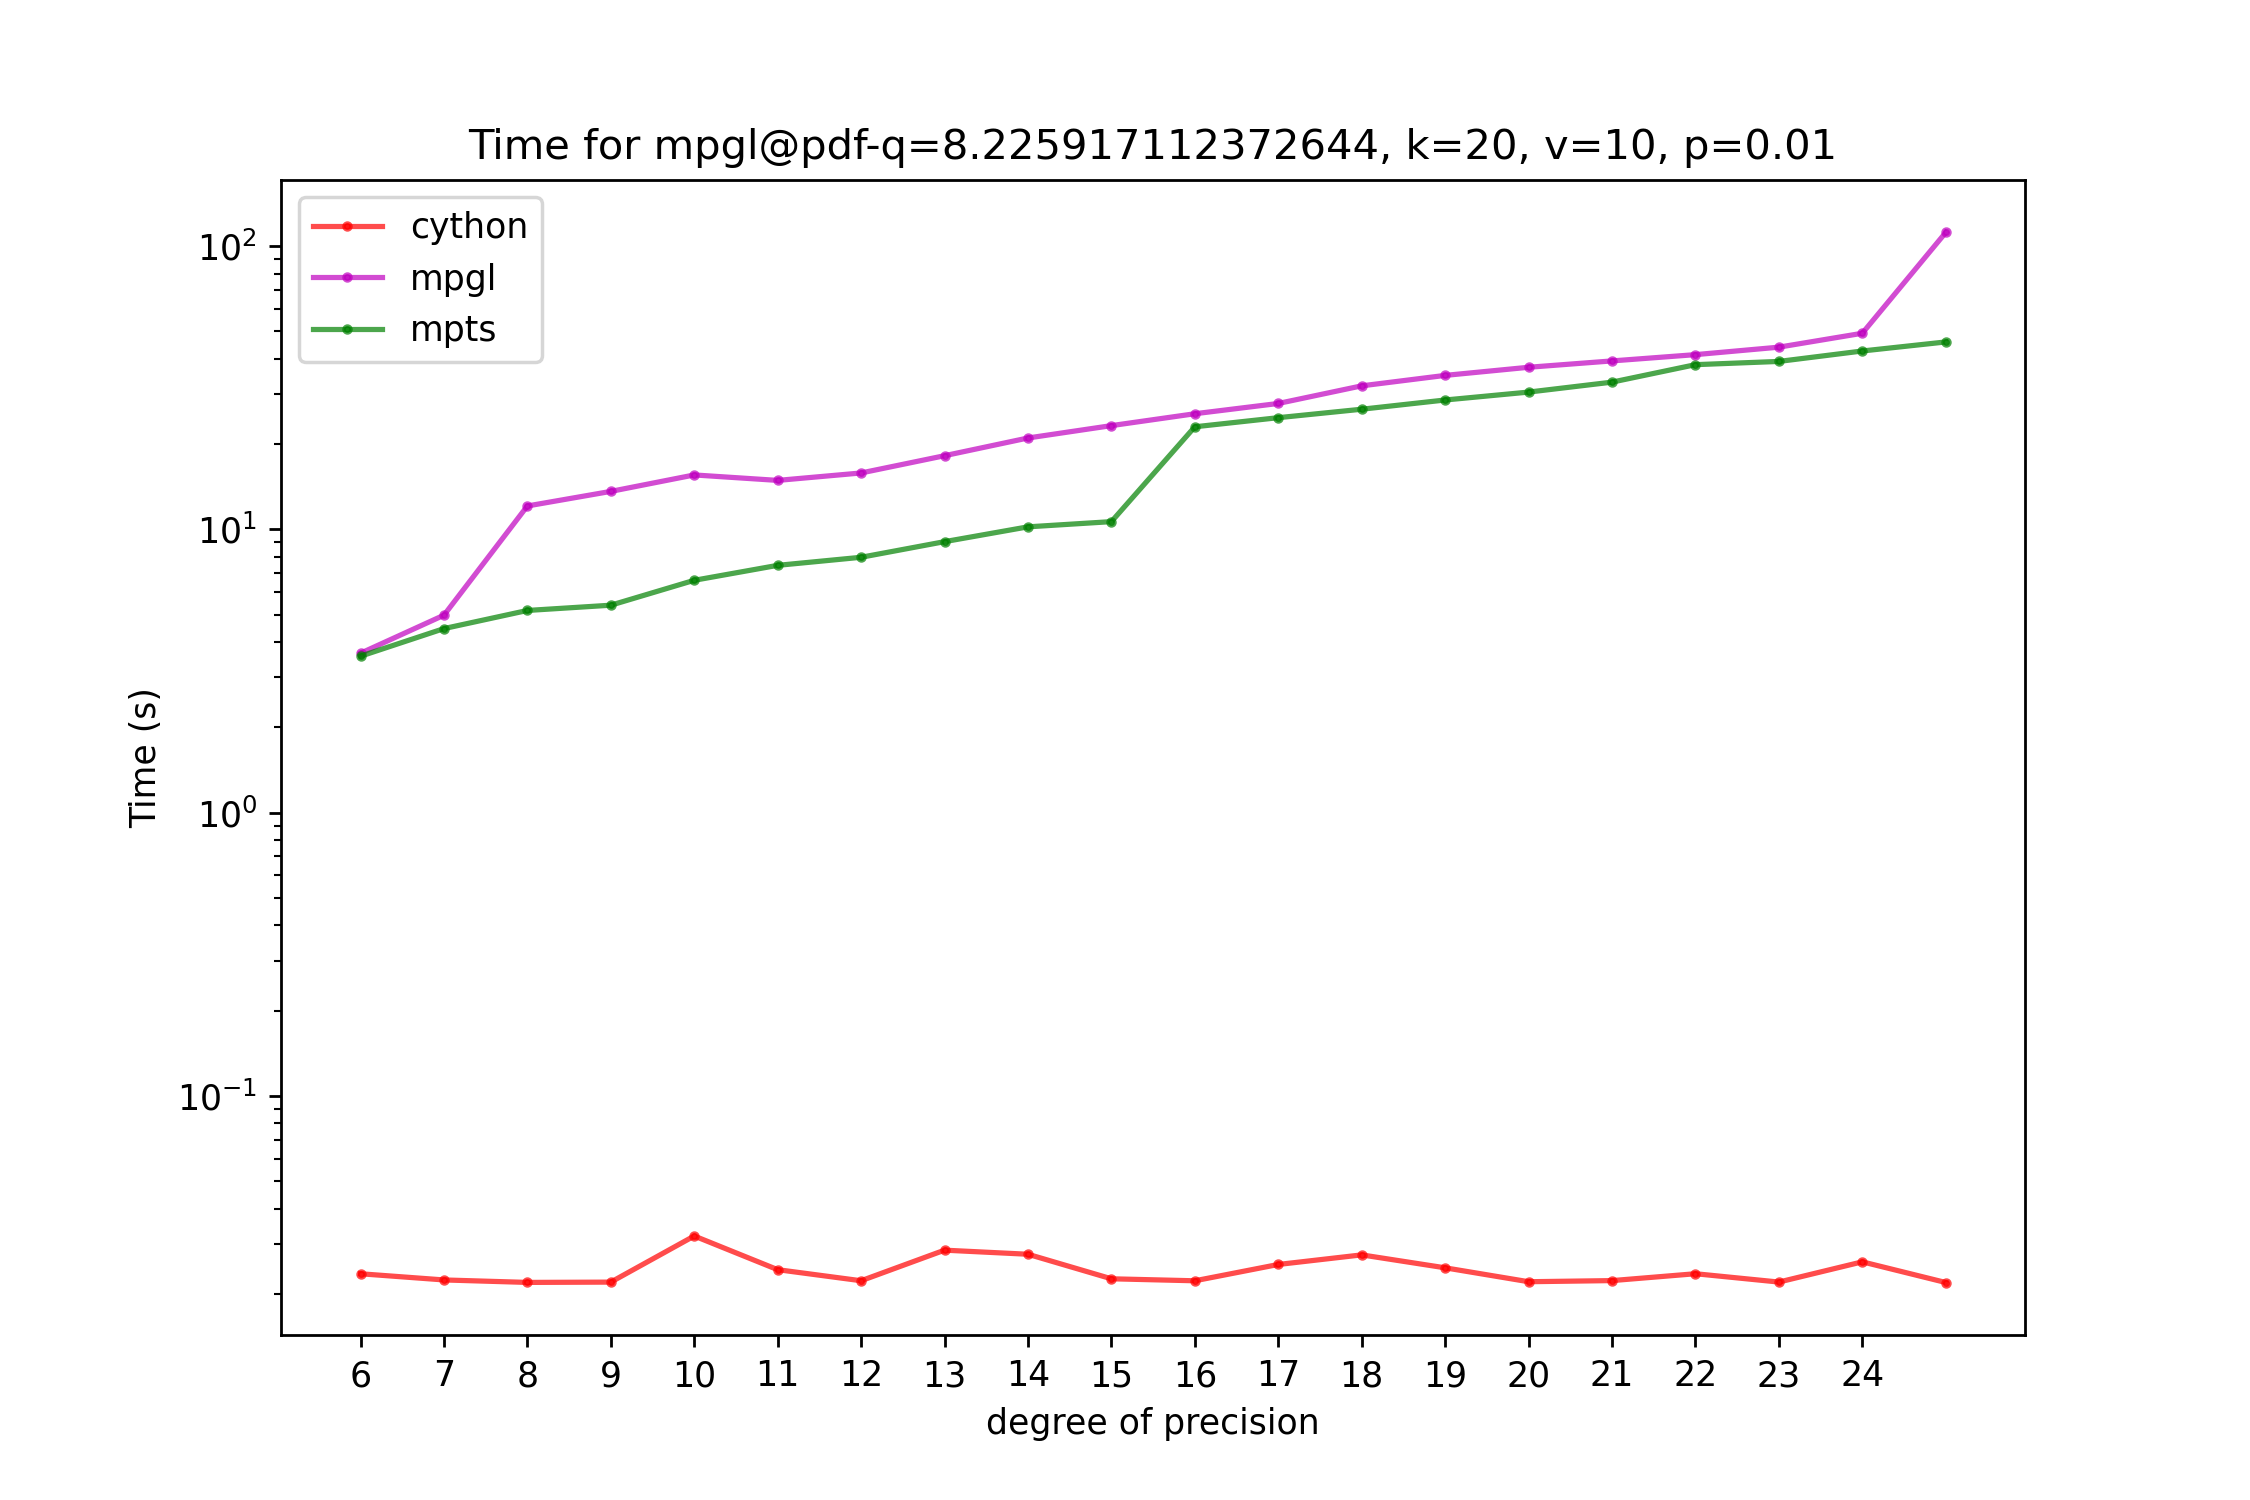 Time for mpgl@pdf-q=8.225917112372644, k=20, v=10, p=0.01
cython
mpgl
mpts
10²
10¹
10⁰
10⁻¹
Time (s)
6 7 8 9 10 11 12 13 14 15 16 17 18 19 20 21 22 23 24
degree of precision